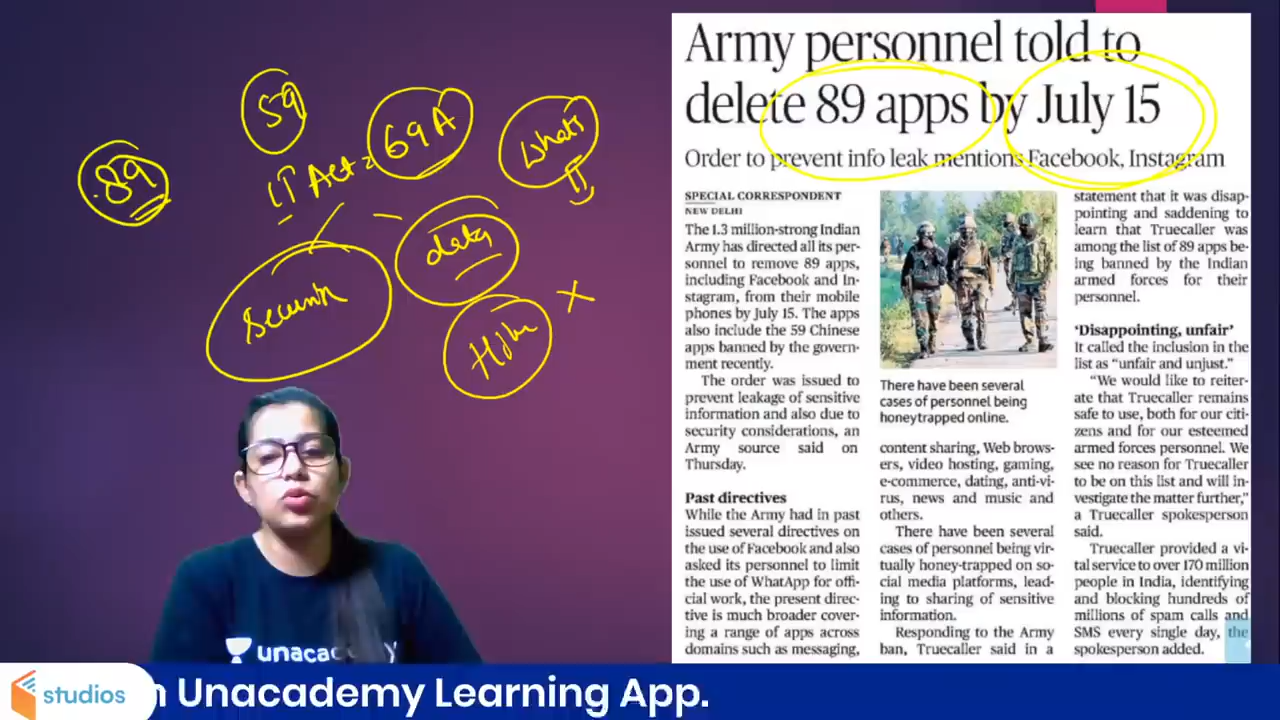 59
89
IT Act =
69A
Whats
data
Army personnel told to
delete 89 apps by July 15
Order to prevent info leak mentions Facebook, Instagram
SPECIAL CORRESPONDENT
NEW DELHI
The 1.3 million-strong Indian
Army has directed all its per-
sonnel to remove 89 apps,
including Facebook and In-
stagram, from their mobile
phones by July 15. The apps
also include the 59 Chinese
apps banned by the govern-
ment recently.
The order was issued to
prevent leakage of sensitive
information and also due to
security considerations, an
Army source said on
Thursday.
Past directives
While the Army had in past
issued several directives on
the use of Facebook and also
asked its personnel to limit
the use of WhatApp for offi-
cial work, the present direc-
tive is much broader cover-
ing a range of apps across
domains such as messaging,
There have been several
cases of personnel being
honeytrapped online.
content sharing, Web brows-
ers, video hosting, gaming,
e-commerce, dating, anti-vi-
rus, news and music and
others.
There have been several
cases of personnel being vir-
tually honey-trapped on so-
cial media platforms, lead-
ing to sharing of sensitive
information.
Responding to the Army
ban, Truecaller said in a
statement that it was disap-
pointing and saddening to
learn that Truecaller was
among the list of 89 apps be-
ing banned by the Indian
armed forces for their
personnel.
‘Disappointing, unfair’
It called the inclusion in the
list as “unfair and unjust.”
“We would like to reiter-
ate that Truecaller remains
safe to use, both for our citi-
zens and for our esteemed
armed forces personnel. We
see no reason for Truecaller
to be on this list and will in-
vestigate the matter further,”
a Truecaller spokesperson
said.
Truecaller provided a vi-
tal service to over 170 million
people in India, identifying
and blocking hundreds of
millions of spam calls and
SMS every single day, the
spokesperson added.
unacademy
studios
n Unacademy Learning App.